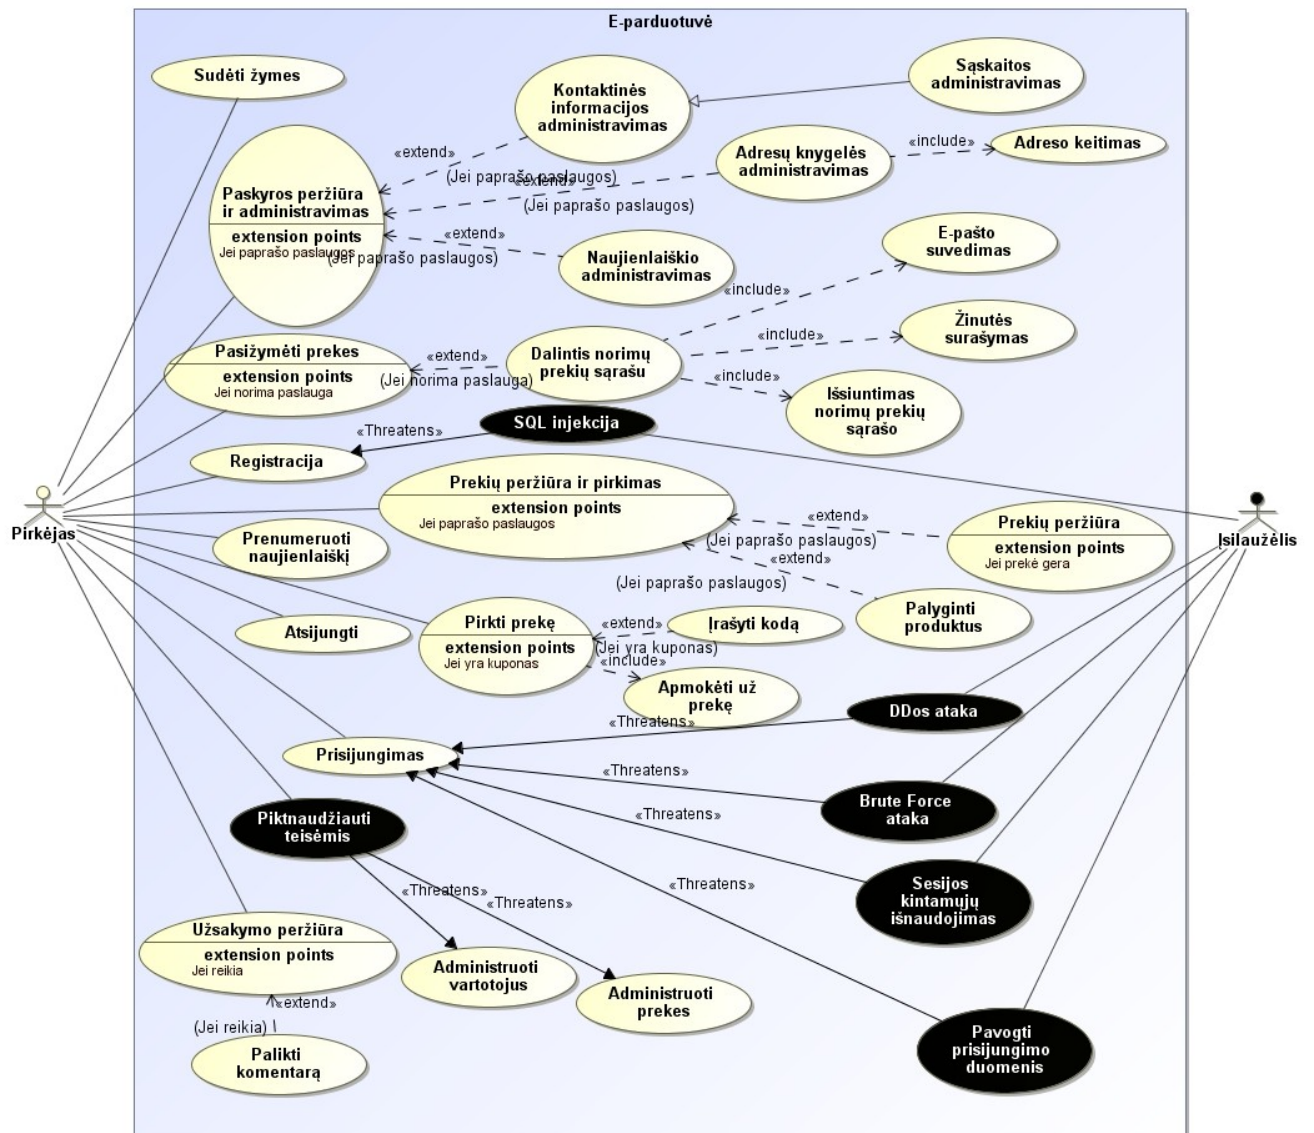 E-parduotuvė
Sudėti žymes
Kontaktinės
informacijos
administravimas
Sąskaitos
administravimas
«extend»
(Jei paprašo paslaugos)
Adresų knygelės
administravimas
«include»
Adreso keitimas
Paskyros peržiūra
ir administravimas
extension points
Jei paprašo paslaugos
«extend»
(Jei paprašo paslaugos)
«extend»
(Jei paprašo paslaugos)
Naujienlaiškio
administravimas
E-pašto
suvedimas
«include»
Žinutės
surašymas
«include»
Pasižymėti prekes
extension points
Jei norima paslauga
«extend»
(Jei norima paslauga)
Dalintis norimų
prekių sąrašu
«include»
Išsiuntimas
norimų prekių
sąrašo
SQL injekcija
«Threatens»
Registracija
Prekių peržiūra ir pirkimas
extension points
Jei paprašo paslaugos
Pirkėjas
Įsilaužėlis
Prenumeruoti
naujienlaiškį
«extend»
(Jei paprašo paslaugos)
Prekių peržiūra
extension points
Jei prekė gera
«extend»
(Jei paprašo paslaugos)
Palyginti
produktus
Atsijungti
Pirkti prekę
extension points
Jei yra kuponas
«extend»
(Jei yra kuponas)
Įrašyti kodą
«include»
Apmokėti už
prekę
«Threatens»
DDos ataka
Prisijungimas
«Threatens»
Brute Force
ataka
Piktnaudžiauti
teisėmis
«Threatens»
Sesijos
kintamųjų
išnaudojimas
«Threatens»
«Threatens»
«Threatens»
Užsakymo peržiūra
extension points
Jei reikia
Administruoti
vartotojus
Administruoti
prekes
«extend»
(Jei reikia)
Palikti
komentarą
Pavogti
prisijungimo
duomenis